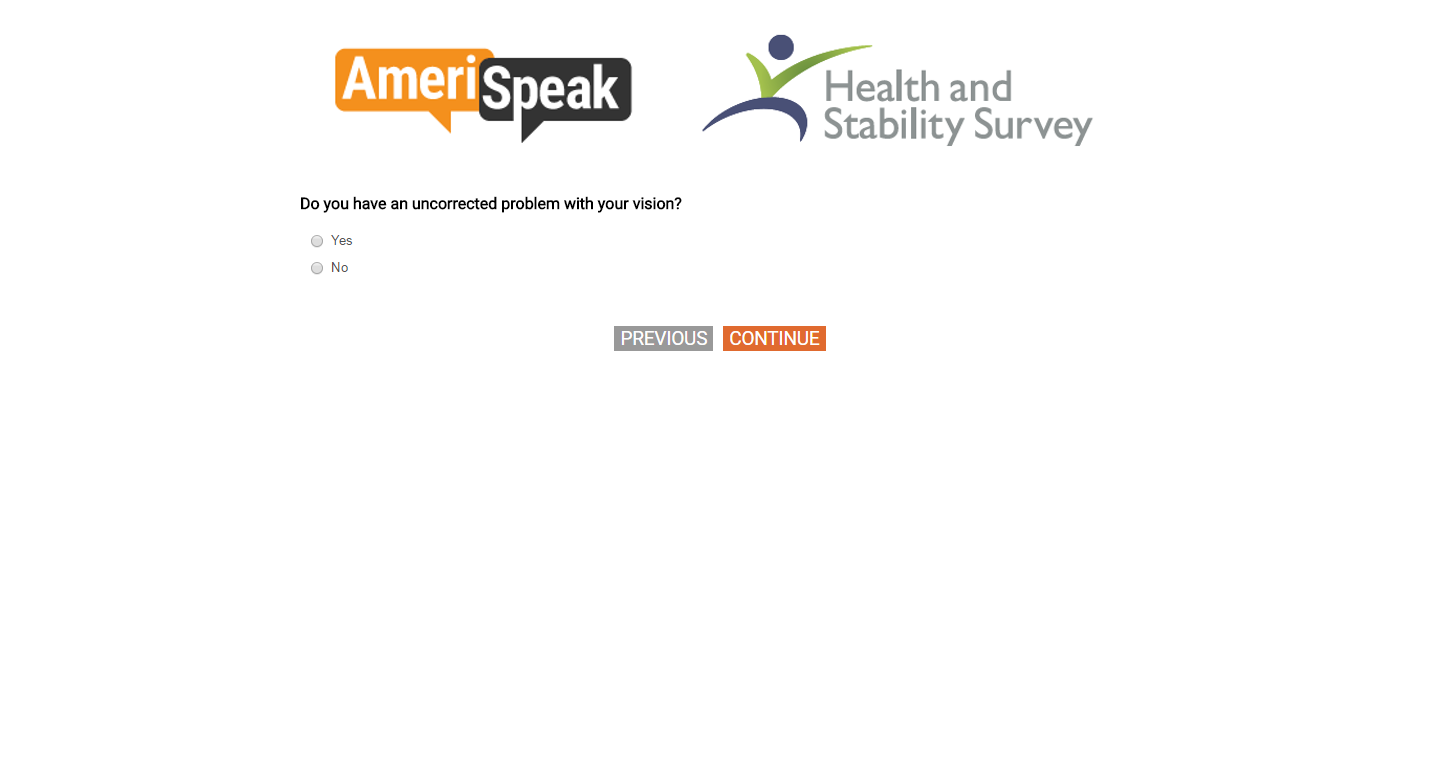 AmeriSpeak
Health and
Stability Survey
Do you have an uncorrected problem with your vision?
Yes
No
PREVIOUS CONTINUE